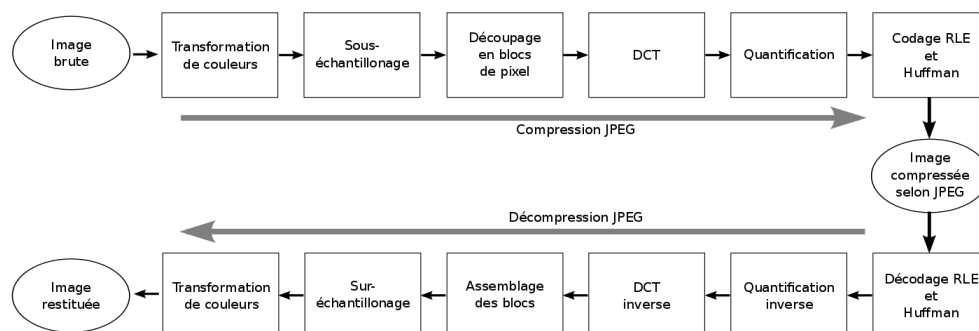 Image
brute
Transformation
de couleurs
Sous-
échantillonage
Découpage
en blocs
de pixel
DCT
Quantification
Codage RLE
et
Huffman
Compression JPEG
Image
compressée
selon JPEG
Décompression JPEG
Image
restituée
Transformation
de couleurs
Sur-
échantillonage
Assemblage
des blocs
DCT
inverse
Quantification
inverse
Décodage RLE
et
Huffman